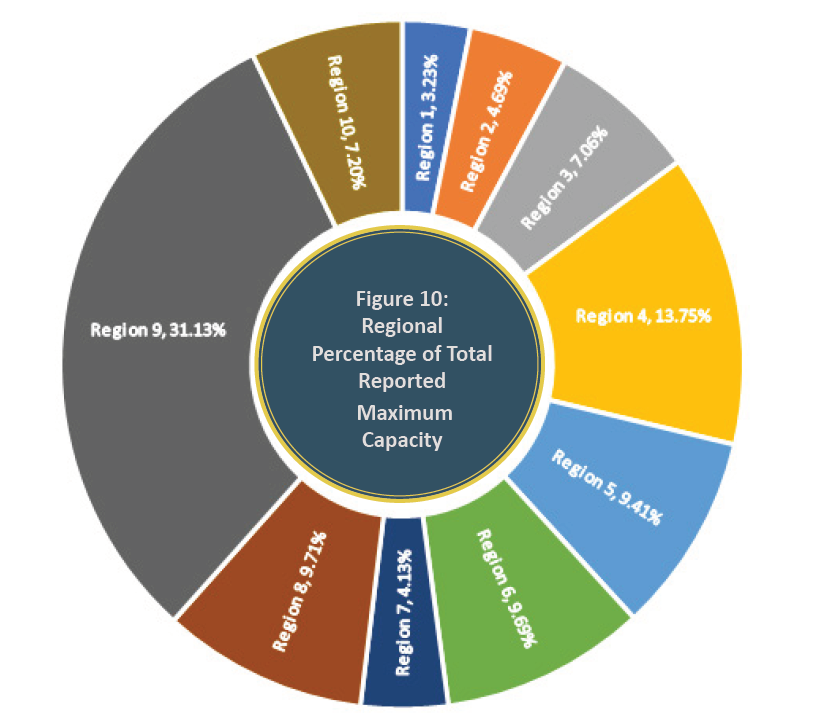 Region 1, 3.23%
Region 2, 4.69%
Region 3, 7.06%
Region 4, 13.75%
Region 5, 9.41%
Region 6, 9.69%
Region 7, 4.13%
Region 8, 9.71%
Region 9, 31.13%
Region 10, 7.20%
Figure 10:
Regional
Percentage of Total
Reported
Maximum
Capacity